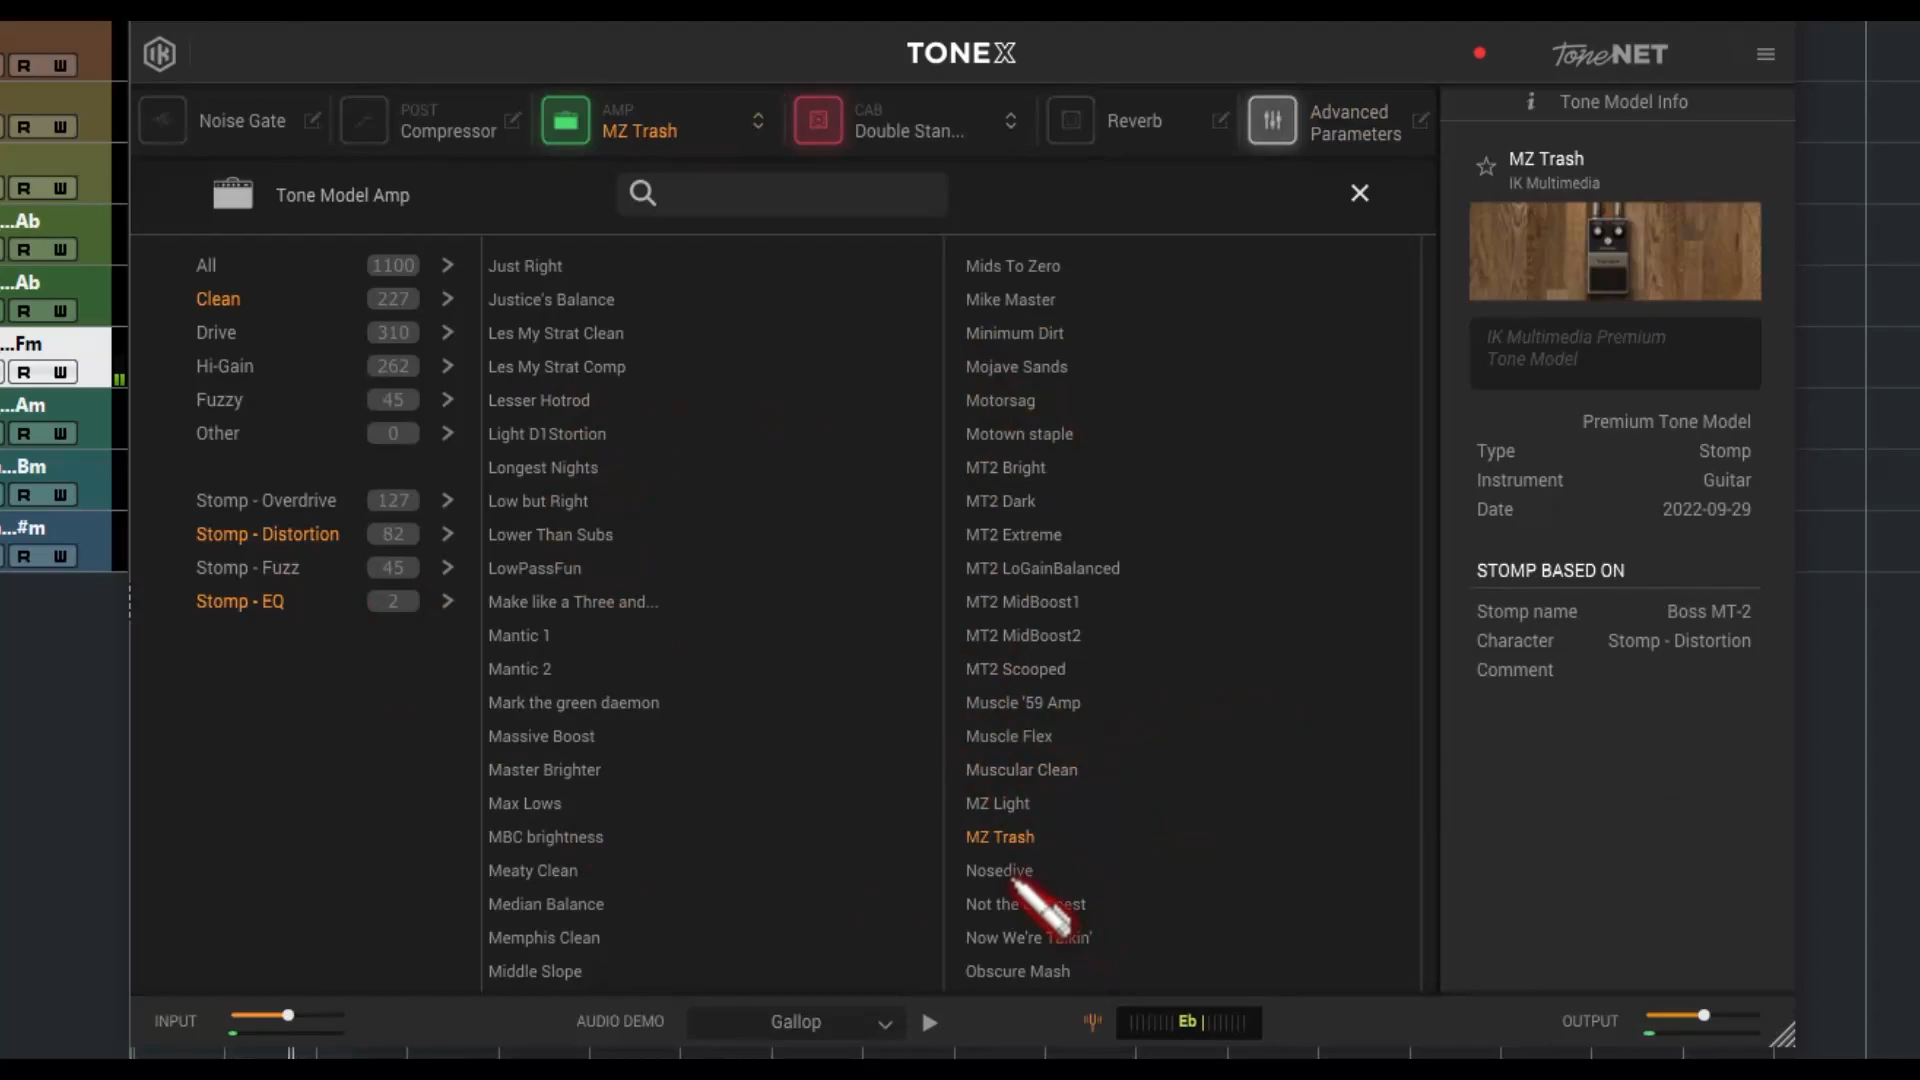 TONEX
ToneNET
Noise Gate
POST
Compressor
AMP
MZ Trash
CAB
Double Stan...
Reverb
Advanced
Parameters
Tone Model Info
Tone Model Amp
MZ Trash
IK Multimedia
IK Multimedia Premium
Tone Model
Premium Tone Model
Type Stomp
Instrument Guitar
Date 2022-09-29
STOMP BASED ON
Stomp name Boss MT-2
Character Stomp - Distortion
Comment
All 1100
Clean 227
Drive 310
Hi-Gain 262
Fuzzy 45
Other 0
Stomp - Overdrive 127
Stomp - Distortion 82
Stomp - Fuzz 45
Stomp - EQ 2
Just Right
Justice's Balance
Les My Strat Clean
Les My Strat Comp
Lesser Hotrod
Light D1Stortion
Longest Nights
Low but Right
Lower Than Subs
LowPassFun
Make like a Three and...
Mantic 1
Mantic 2
Mark the green daemon
Massive Boost
Master Brighter
Max Lows
MBC brightness
Meaty Clean
Median Balance
Memphis Clean
Middle Slope
Mids To Zero
Mike Master
Minimum Dirt
Mojave Sands
Motorsag
Motown staple
MT2 Bright
MT2 Dark
MT2 Extreme
MT2 LoGainBalanced
MT2 MidBoost1
MT2 MidBoost2
MT2 Scooped
Muscle '59 Amp
Muscle Flex
Muscular Clean
MZ Light
MZ Trash
Nosedive
Not the
Now We're Talkin'
Obscure Mash
R W
R W
R W
...Ab
R W
...Ab
R W
...Fm
R W
...Am
R W
...Bm
R W
...#m
R W
INPUT
AUDIO DEMO
Gallop
Eb
OUTPUT